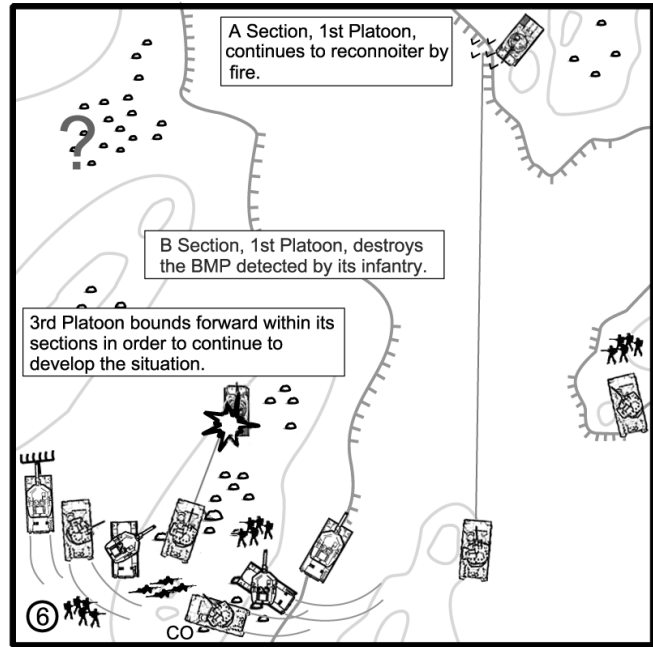 A Section, 1st Platoon,
continues to reconnoiter by
fire.
?
B Section, 1st Platoon, destroys
the BMP detected by its infantry.
3rd Platoon bounds forward within its
sections in order to continue to
develop the situation.
6
CO